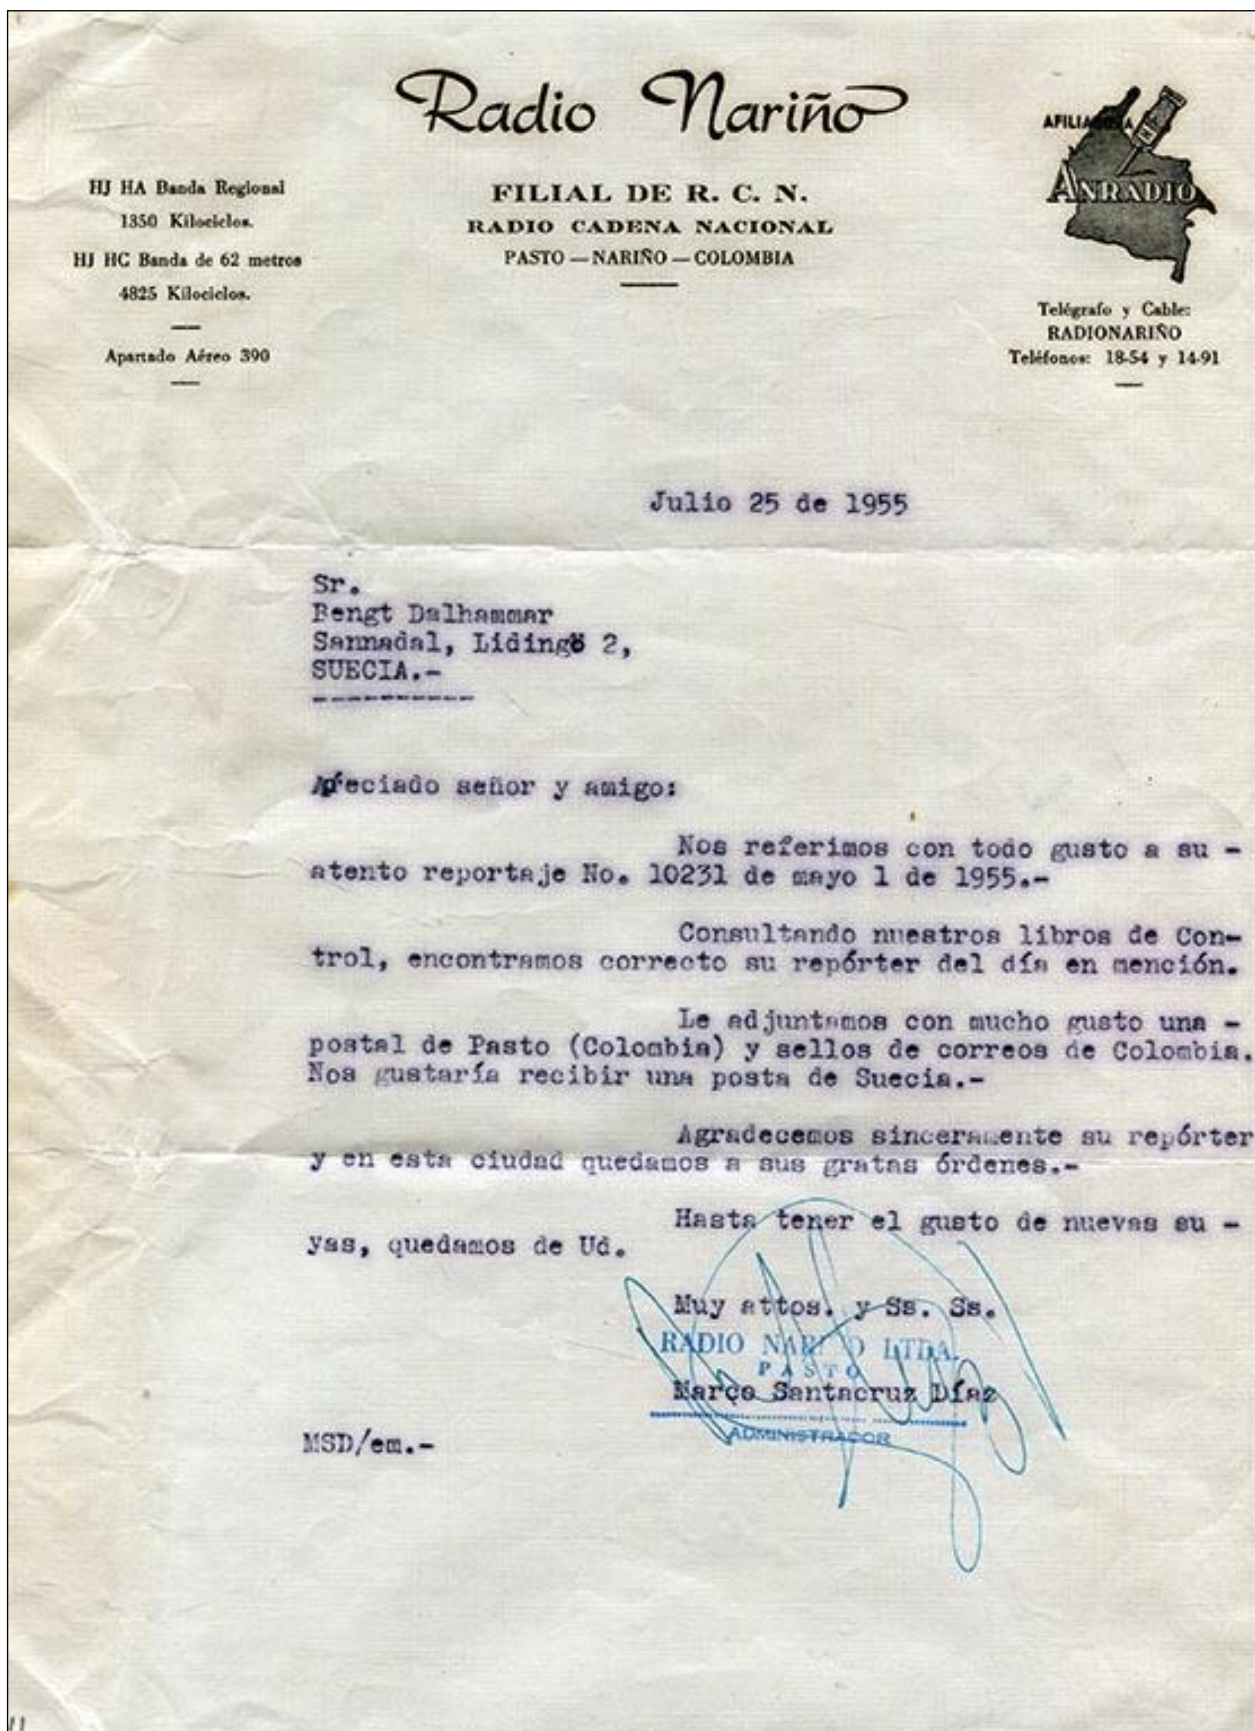 Radio Nariño
FILIAL DE R. C. N.
RADIO CADENA NACIONAL
PASTO — NARIÑO — COLOMBIA
HJ HA Banda Regional
1350 Kilociclos.
HJ HC Banda de 62 metros
4825 Kilociclos.
Apartado Aéreo 390
ANRADIO
Telégrafo y Cable:
RADIONARIÑO
Teléfonos: 18-54 y 14-91
Julio 25 de 1955
Sr.
Bengt Dalhammar
Sannadal, Lidingö 2,
SUECIA.-
----------
señor y amigo:
Nos referimos con todo gusto a su -
atento reportaje No. 10231 de mayo 1 de 1955.-
Consultando nuestros libros de Con-
trol, encontramos correcto su repórter del día en mención.
Le adjuntamos con mucho gusto una -
postal de Pasto (Colombia) y sellos de correos de Colombia.
Nos gustaría recibir una posta de Suecia.-
Agradecemos sinceramente su repórter
y en esta ciudad quedamos a sus gratas órdenes.-
Hasta tener el gusto de nuevas su -
yas, quedamos de Ud.
Muy attos. y Ss. Ss.
RADIO NARIÑO LTDA.
PASTO
Marco Santacruz Díaz
ADMINISTRADOR
MSD/em.-